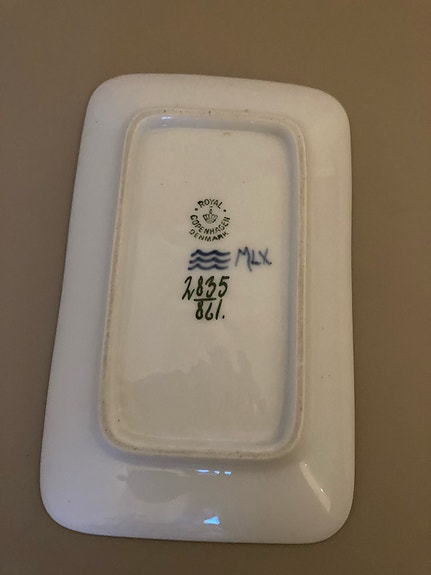 ROYAL
COPENHAGEN
DENMARK
MLX
2835
861.